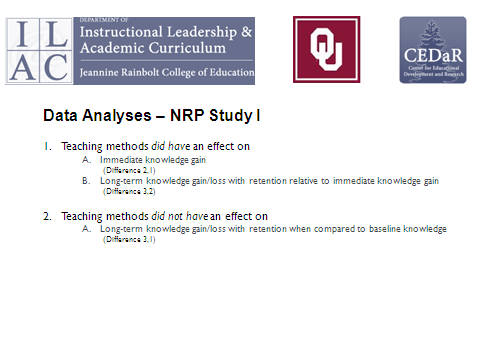 I L
A C
DEPARTMENT OF
Instructional Leadership &
Academic Curriculum
Jeannine Rainbolt College of Education
OU
CEDaR
Center for Educational
Development and Research
Data Analyses – NRP Study I
1. Teaching methods did have an effect on
A. Immediate knowledge gain
(Difference 2,1)
B. Long-term knowledge gain/loss with retention relative to immediate knowledge gain
(Difference 3,2)
2. Teaching methods did not have an effect on
A. Long-term knowledge gain/loss with retention when compared to baseline knowledge
(Difference 3,1)